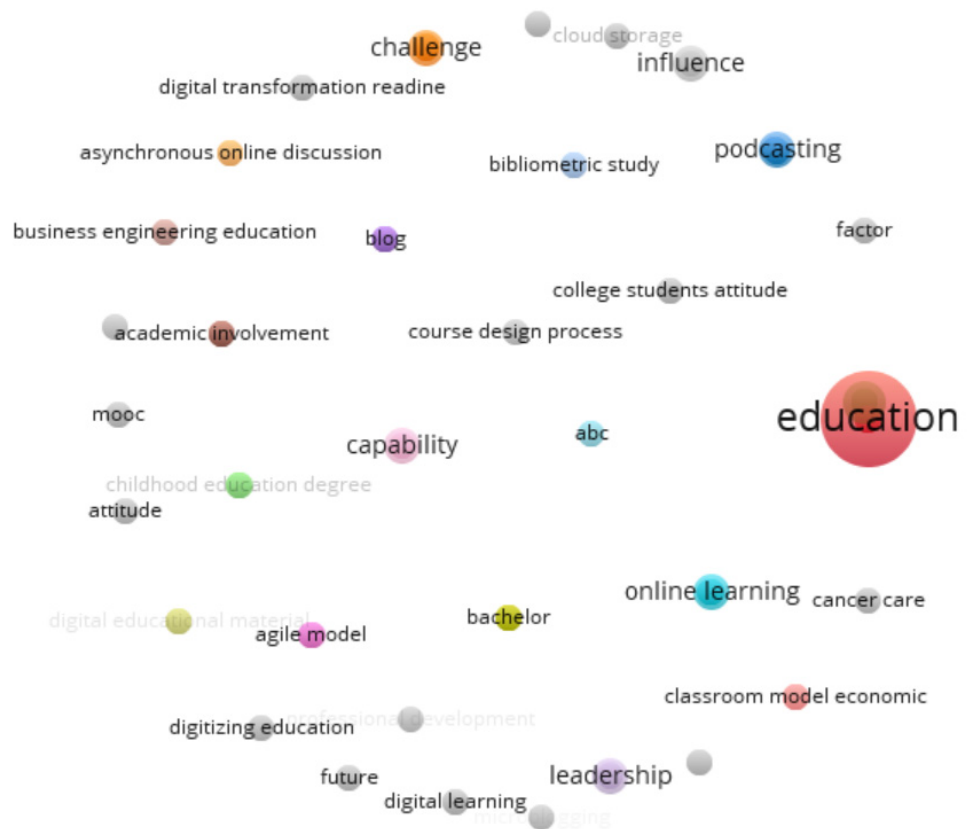 cloud storage
challenge
influence
digital transformation readine
podcasting
asynchronous online discussion
bibliometric study
factor
business engineering education
blog
college students attitude
course design process
academic involvement
mooc
education
abc
capability
childhood education degree
attitude
online learning
cancer care
bachelor
digital educational material
agile model
classroom model economic
professional development
digitizing education
leadership
future
digital learning
microblogging